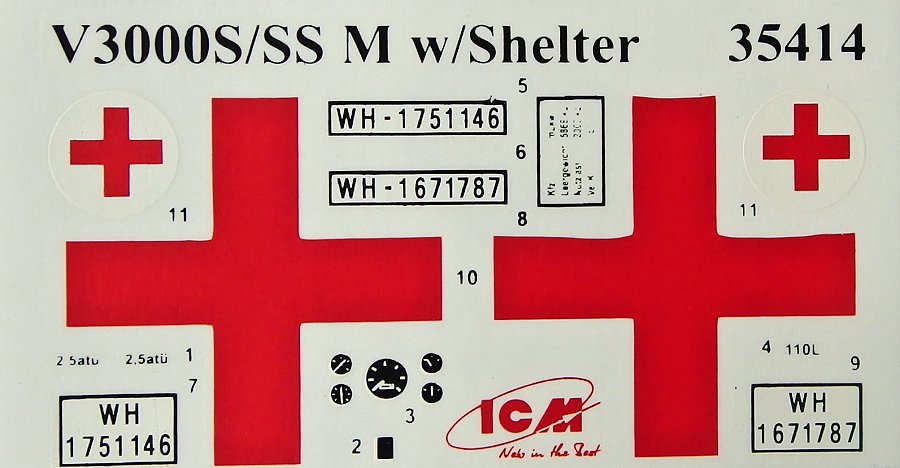 V3000S/SS M w/Shelter 35414
5
WH-1751146
6
WH-1671787
8
Kfz
11
11
10
2.5atü 2.5atü 1
7
4 110L
9
WH
1751146
3
2
ICM
New in the Best
WH
1671787